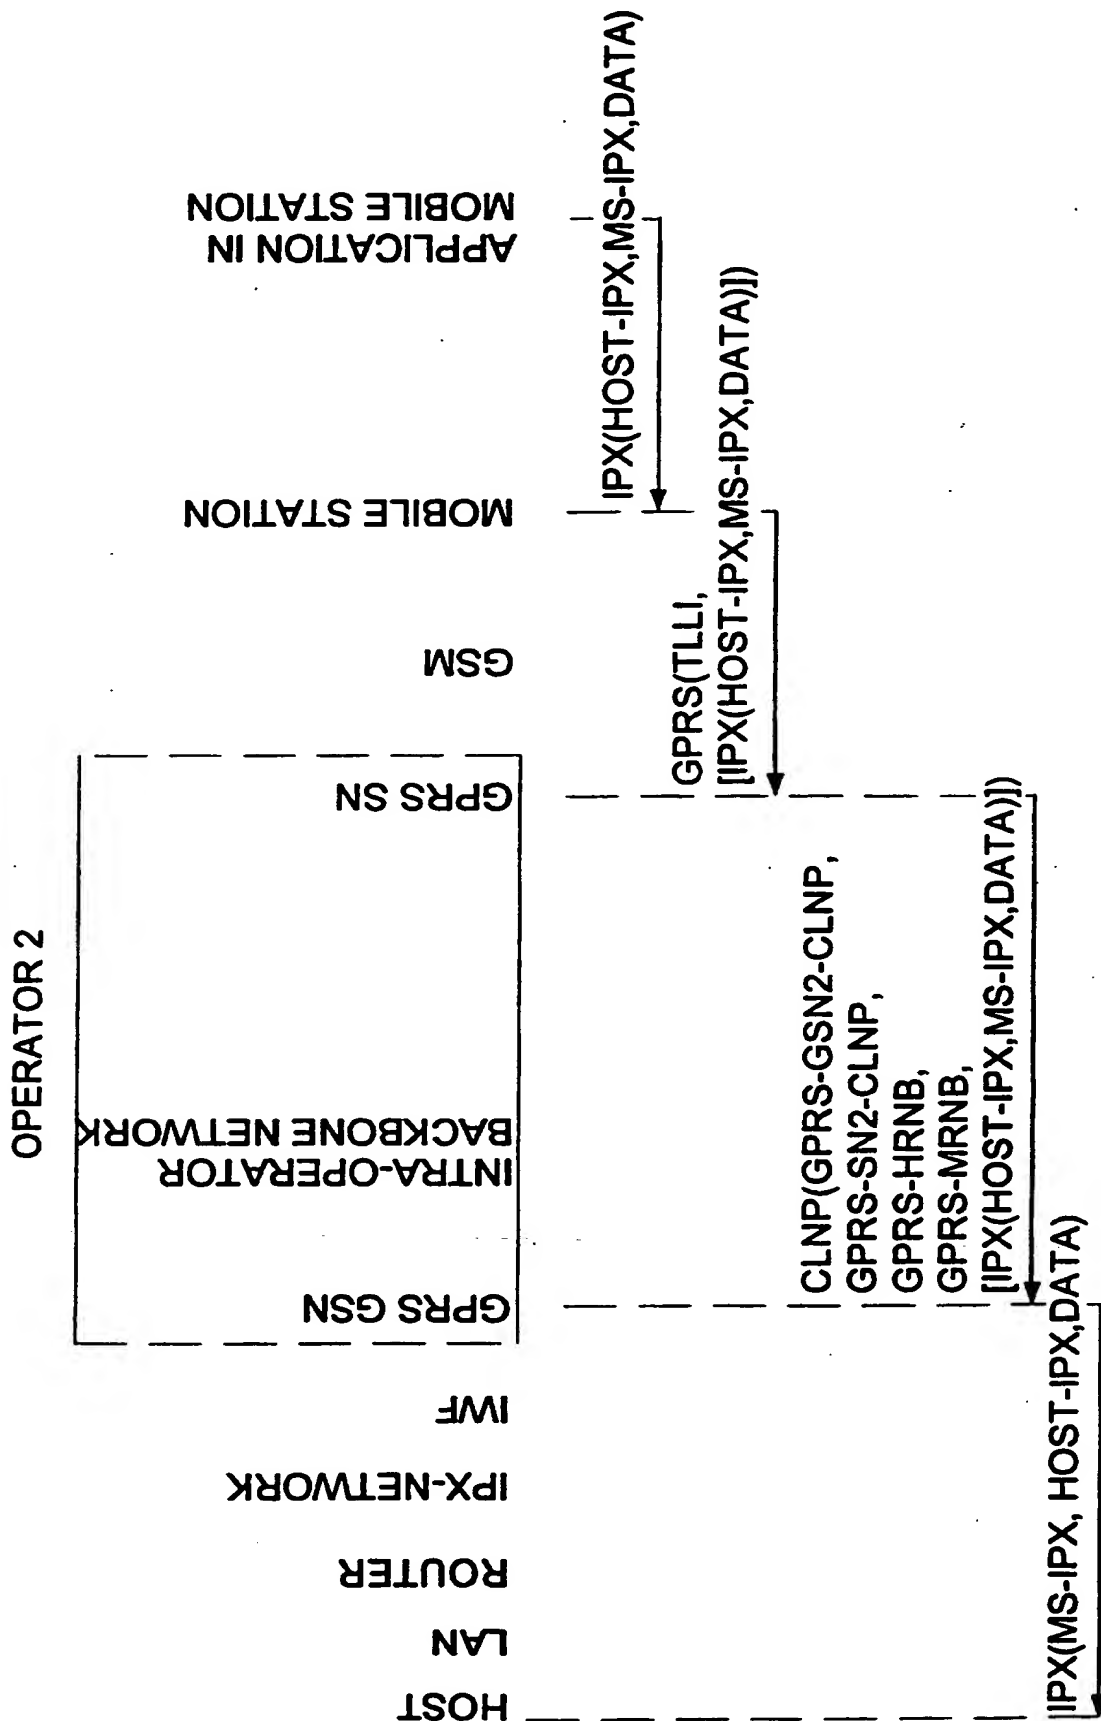 OPERATOR 2
HOST
LAN
ROUTER
IPX-NETWORK
IWF
GPRS GSN
INTRA-OPERATOR
BACKBONE NETWORK
GPRS SN
GSM
MOBILE STATION
APPLICATION IN
MOBILE STATION
IPX(HOST-IPX,MS-IPX,DATA)
GPRS(TLLI,
[IPX(HOST-IPX,MS-IPX,DATA)])
CLNP(GPRS-GSN2-CLNP,
GPRS-SN2-CLNP,
GPRS-HRNB,
GPRS-MRNB,
[IPX(HOST-IPX,MS-IPX,DATA)])
IPX(MS-IPX, HOST-IPX,DATA)